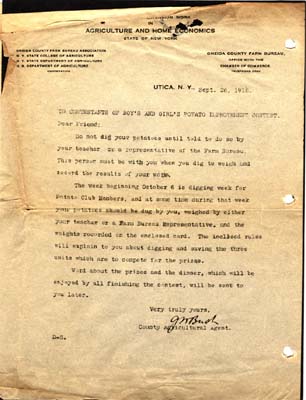 IN
AGRICULTURE AND HOME ECONOMICS
STATE OF NEW YORK
ONEIDA COUNTY FARM BUREAU ASSOCIATION
N. Y. STATE COLLEGE OF AGRICULTURE
N. Y. STATE DEPARTMENT OF AGRICULTURE
U. S. DEPARTMENT OF AGRICULTURE
COOPERATING
ONEIDA COUNTY FARM BUREAU,
OFFICE WITH THE
CHAMBER OF COMMERCE
UTICA, N. Y. Sept. 26,
TO CONTESTANTS OF BOY'S AND GIRL'S POTATO IMPROVEMENT CONTEST.
Dear Friend:
Do not dig your potatoes until told to do so by
your teacher or a representative of the Farm Bureau.
This person must be with you when you dig to weigh and
record the results of your work.
The week beginning October 6 is digging week for
Potato Club Members, and at some time during that week
your potatoes should be dug by you, weighed by either
your teacher or a Farm Bureau Representative, and the
weights recorded on the enclosed card. The inclosed rules
will explain to you about digging and saving the three
units which are to compete for the prizes.
Word about the prizes and the dinner, which will be
enjoyed by all finishing the contest, will be sent to
you later.
Very truly yours,
County Agricultural Agent.